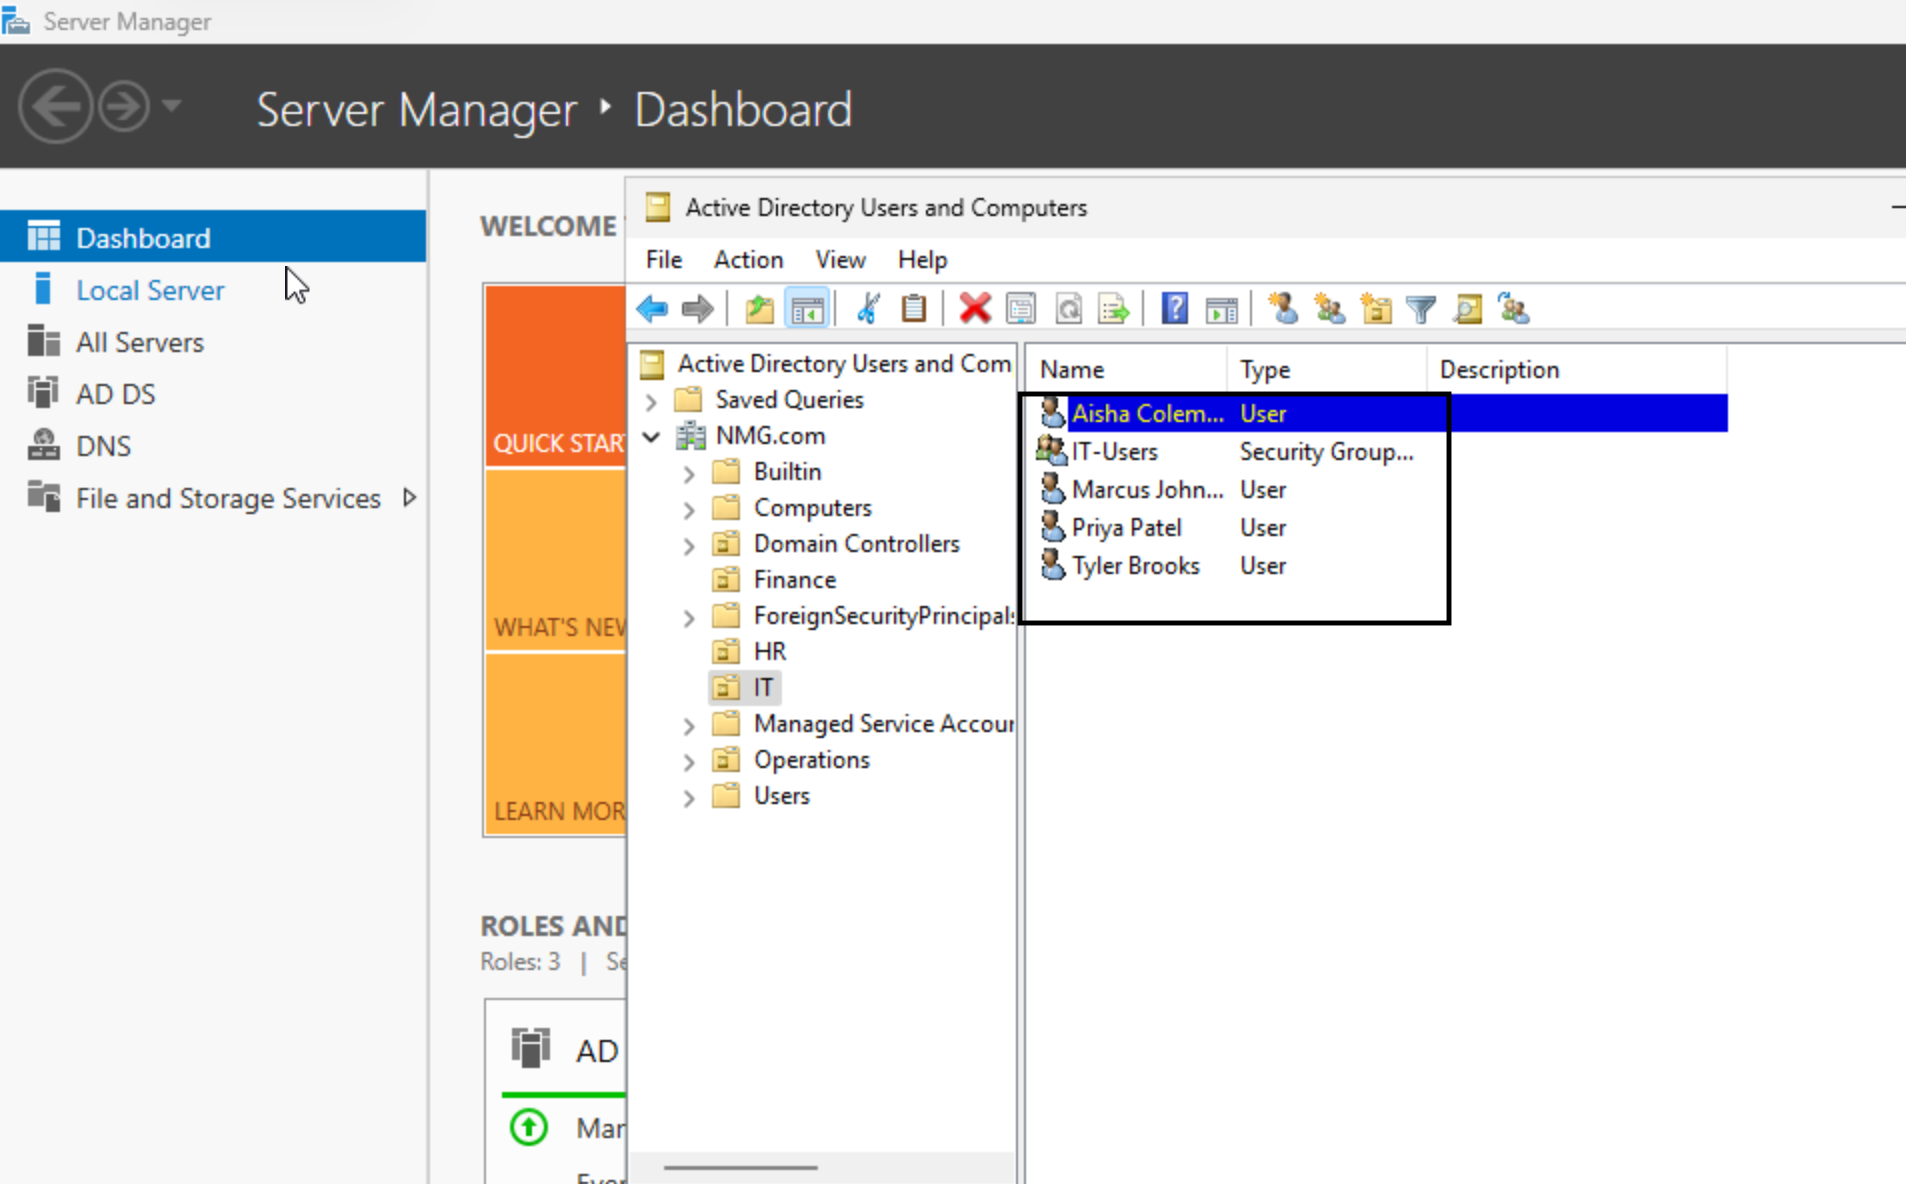 Server Manager
Server Manager Dashboard
Dashboard
Local Server
All Servers
AD DS
DNS
File and Storage Services
WELCOME
QUICK STAR
WHAT'S NEW
LEARN MOR
ROLES AND
Roles: 3 | Se
AD
Mar
Active Directory Users and Computers
File Action View Help
Active Directory Users and Com
Saved Queries
NMG.com
Builtin
Computers
Domain Controllers
Finance
ForeignSecurityPrincipals
HR
IT
Managed Service Accour
Operations
Users
Name Type Description
Aisha Colem... User
IT-Users Security Group...
Marcus John... User
Priya Patel User
Tyler Brooks User